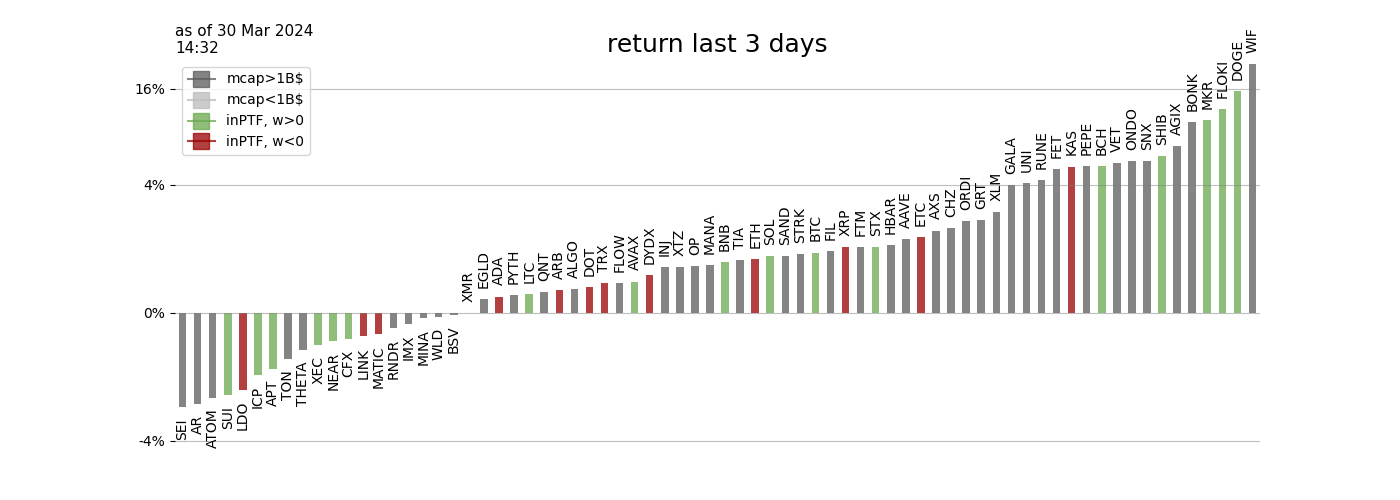 as of 30 Mar 2024
14:32
return last 3 days
mcap>1B$
mcap<1B$
inPTF, w>0
inPTF, w<0
16%
4%
0%
-4%
SEI
AR
ATOM
SUI
LDO
ICP
APT
TON
THETA
XEC
NEAR
CFX
LINK
MATIC
RNDR
IMX
MINA
WLD
BSV
XMR
EGLD
ADA
PYTH
LTC
QNT
ARB
ALGO
DOT
TRX
FLOW
AVAX
DYDX
INJ
XTZ
OP
MANA
BNB
TIA
ETH
SOL
SAND
STRK
BTC
FIL
XRP
FTM
STX
HBAR
AAVE
ETC
AXS
CHZ
ORDI
GRT
XLM
GALA
UNI
RUNE
FET
KAS
PEPE
BCH
VET
ONDO
SNX
SHIB
AGIX
BONK
MKR
FLOKI
DOGE
WIF